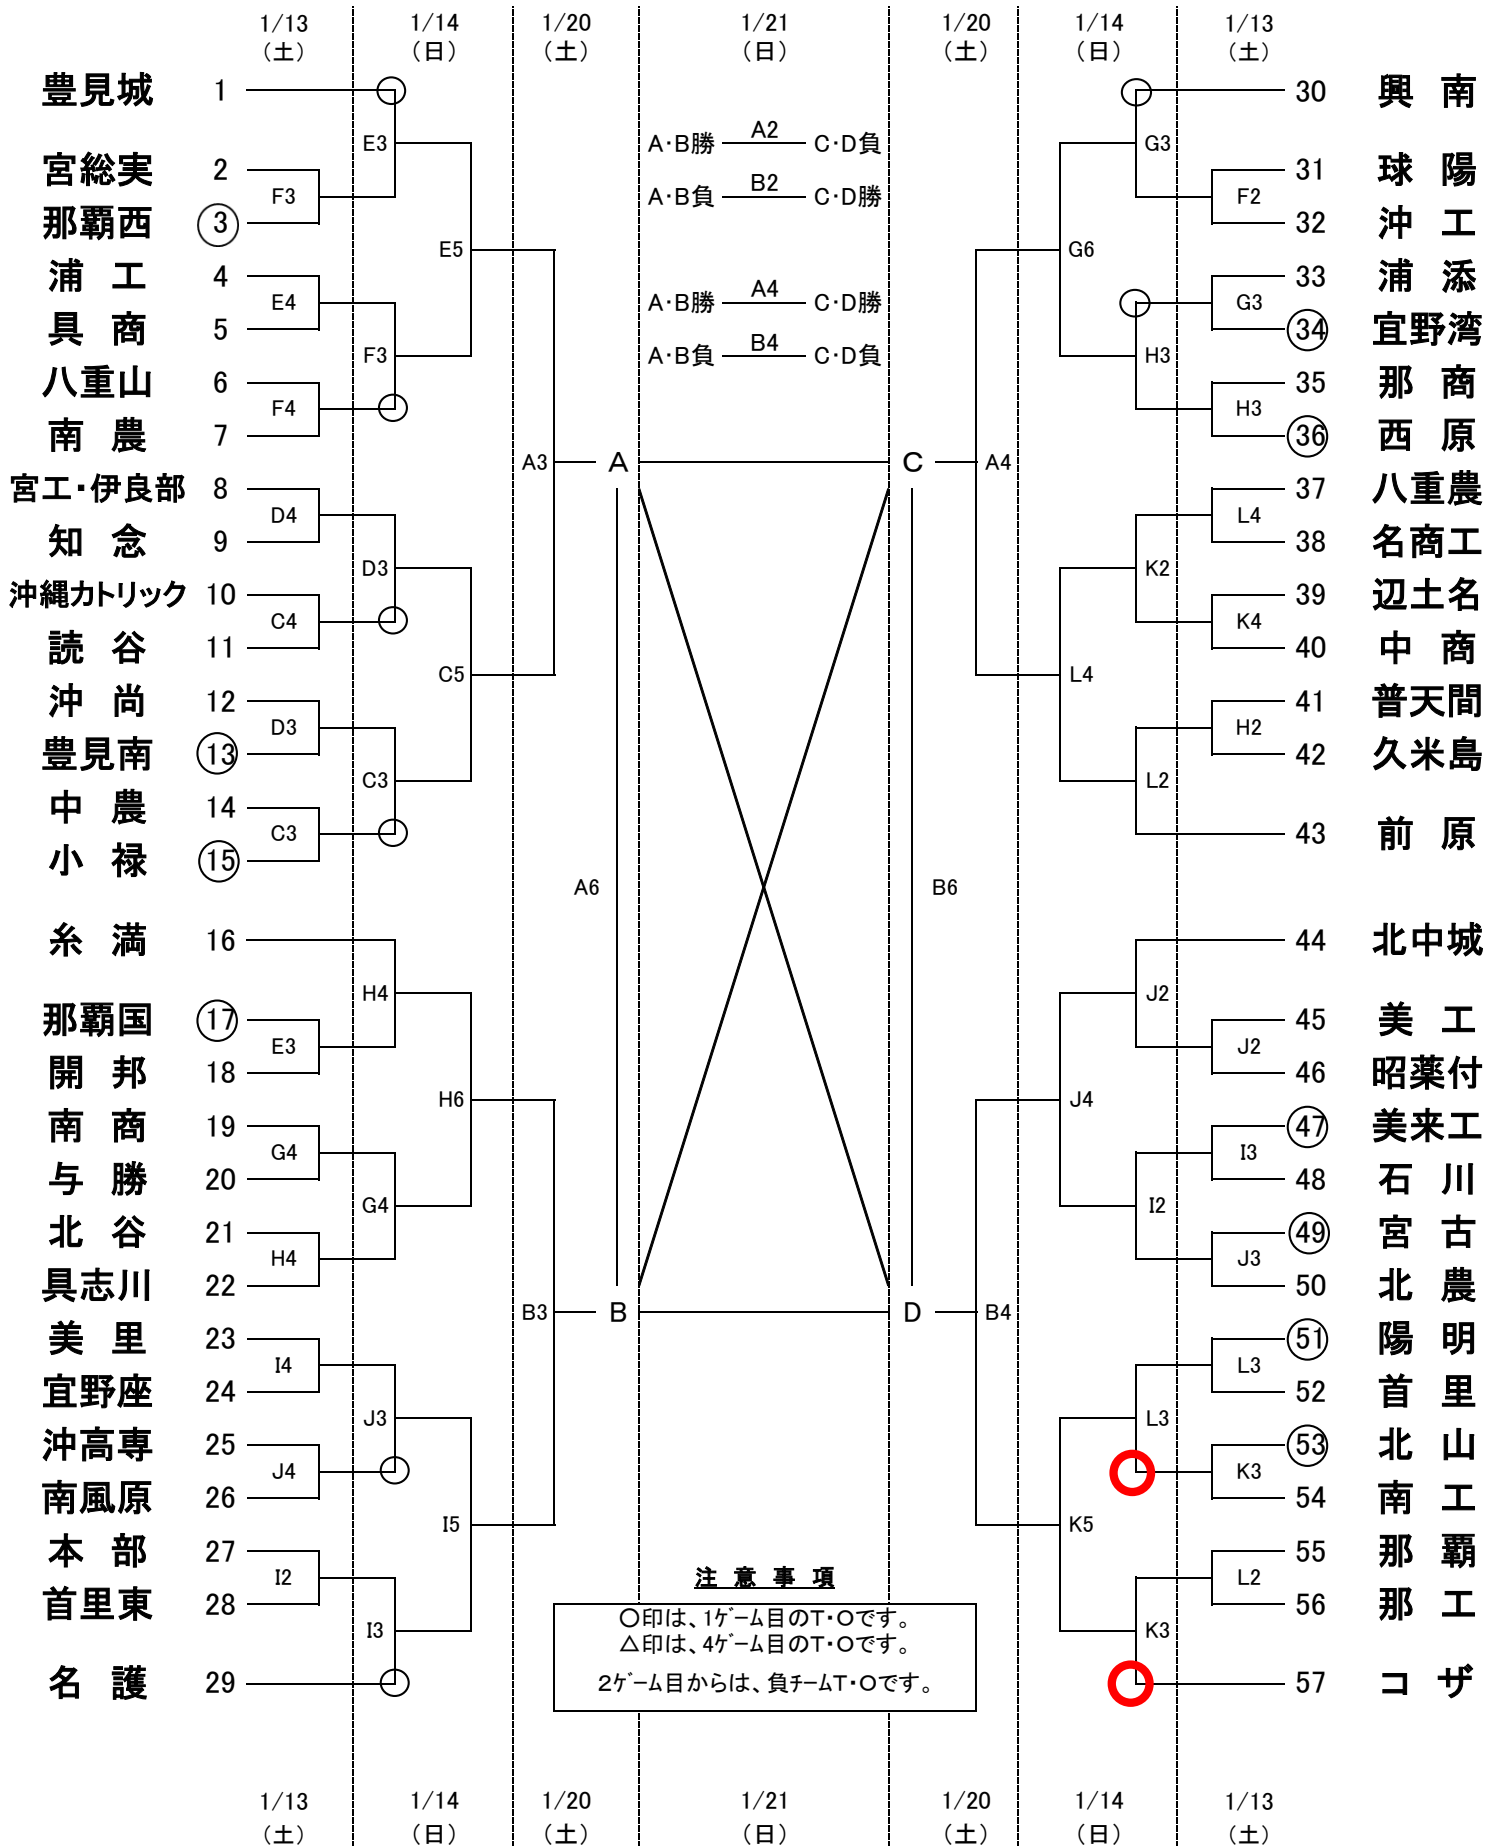 1/13 1/14 1/20 1/21 1/20 1/14 1/13
(土) (日) (土) (日) (土) (日) (土)
豊見城 1 30 興 南
E3 A・B勝 A2 C・D負 G3
宮総実 2 31 球 陽
F3 A・B負 B2 C・D勝 F2
那覇西 3 32 沖 工
E5 G6
浦 工 4 33 浦 添
E4 A・B勝 A4 C・D勝 G3
具 商 5 34 宜野湾
F3 A・B負 B4 C・D負 H3
八重山 6 35 那 商
F4 H3
南 農 7 36 西 原
A3 A C A4
宮工・伊良部 8 37 八重農
D4 L4
知 念 9 38 名商工
D3 K2
沖縄カトリック 10 39 辺土名
C4 K4
読 谷 11 40 中 商
C5 L4
沖 尚 12 41 普天間
D3 H2
豊見南 13 42 久米島
C3 L2
中 農 14
C3 43 前 原
小 禄 15
A6 B6
糸 満 16 44 北中城
H4 J2
那覇国 17 45 美 工
E3 J2
開 邦 18 46 昭薬付
H6 J4
南 商 19 47 美来工
G4 I3
与 勝 20 48 石 川
G4 I2
北 谷 21 49 宮 古
H4 J3
具志川 22 50 北 農
B3 B D B4
美 里 23 51 陽 明
I4 L3
宜野座 24 52 首 里
J3 L3
沖高専 25 53 北 山
J4 K3
南風原 26 54 南 工
I5 K5
本 部 27 55 那 覇
I2 注 意 事 項 L2
首里東 28 56 那 工
○印は、1ゲーム目のT・Oです。
I3 K3
△印は、4ゲーム目のT・Oです。
名 護 29 2ゲーム目からは、負チームT・Oです。 57 コ ザ
1/13 1/14 1/20 1/21 1/20 1/14 1/13
(土) (日) (土) (日) (土) (日) (土)